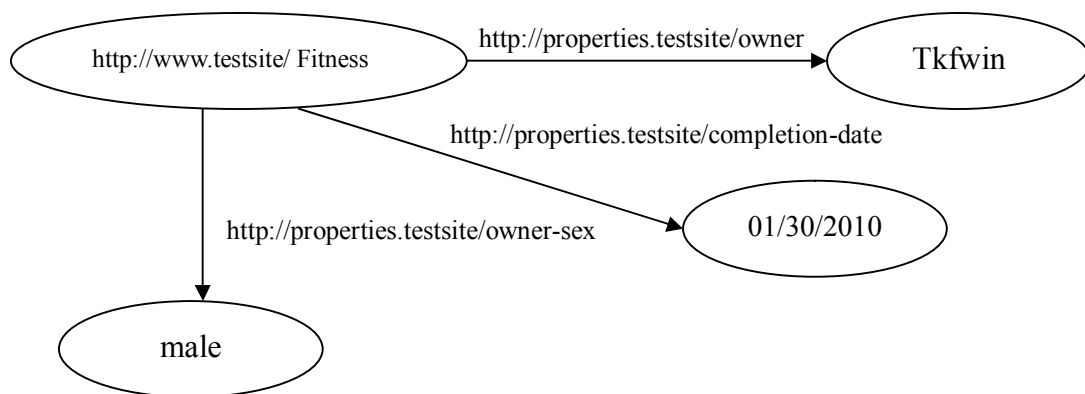 http://properties.testsite/owner
http://www.testsite/ Fitness
Tkfwin
http://properties.testsite/completion-date
01/30/2010
http://properties.testsite/owner-sex
male